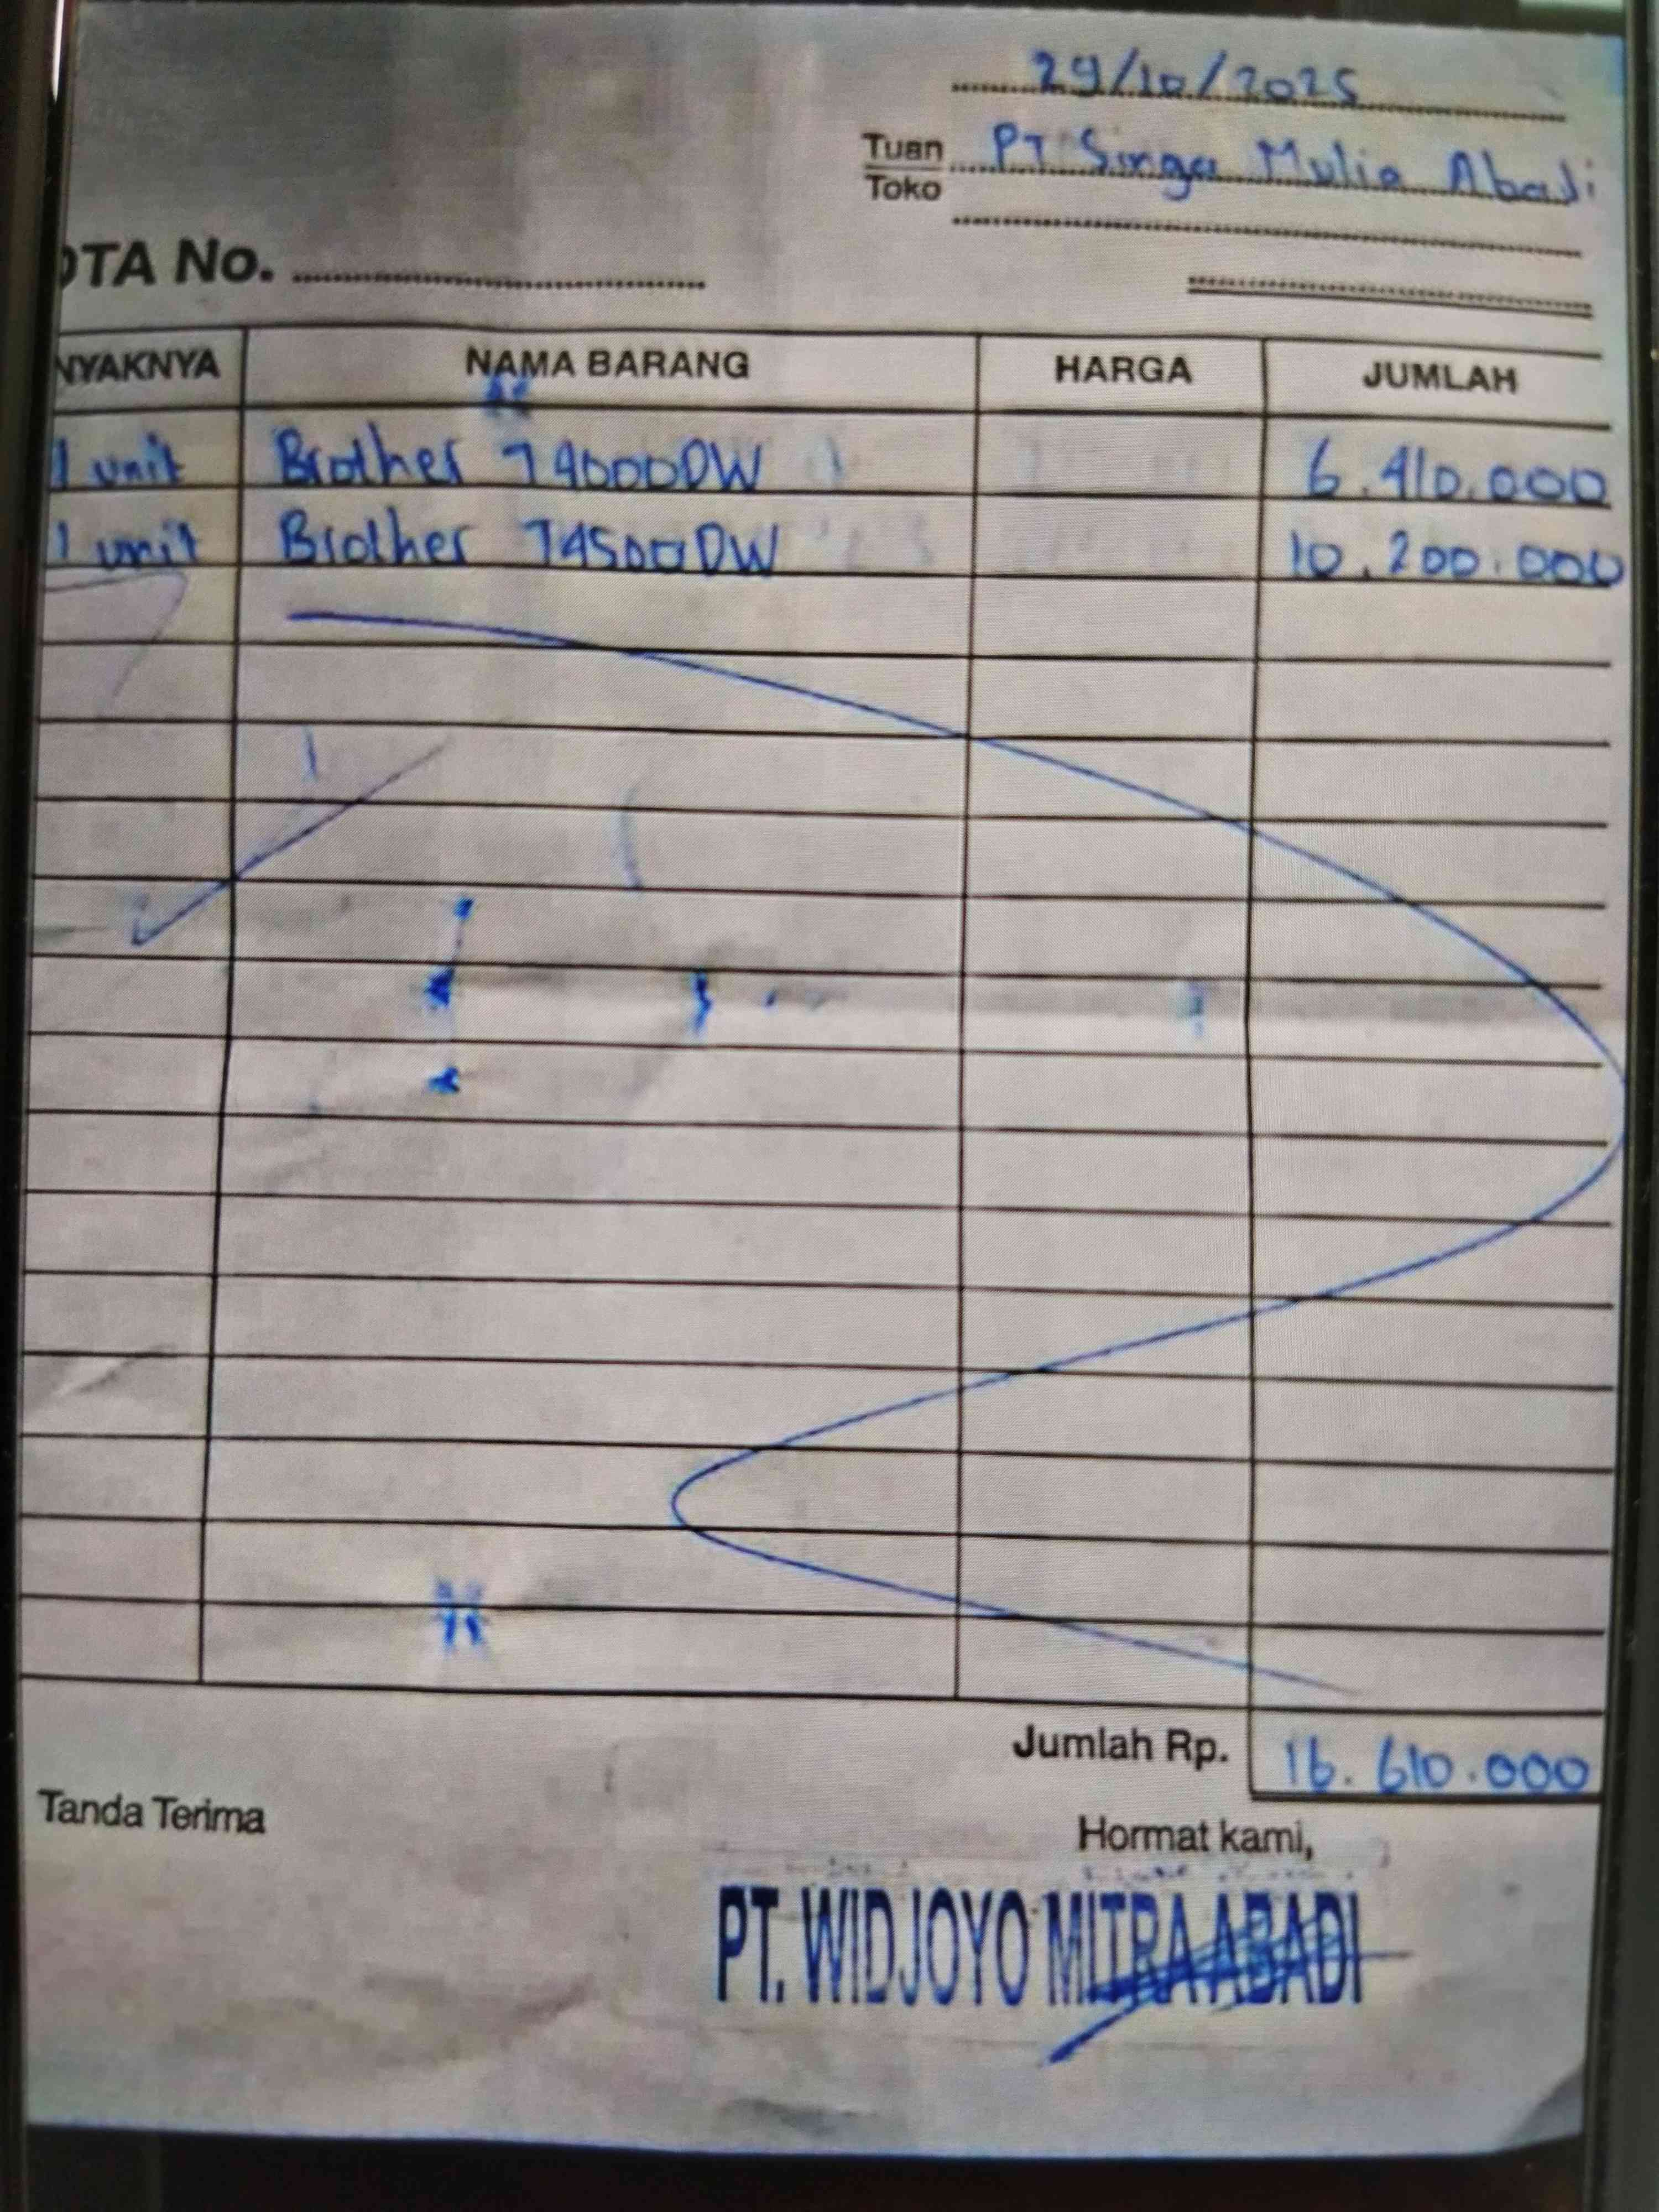 29/10/2025
Tuan PT Singa Mulia Abadi
Toko
OTA No.
NYAKNYA NAMA BARANG HARGA JUMLAH
1 unit Brother T4000DW 6.410.000
1 unit Brother T4500DW 10.200.000
Jumlah Rp. 16.610.000
Tanda Terima
Hormat kami,
PT. WIDJOYO MITRA ABADI